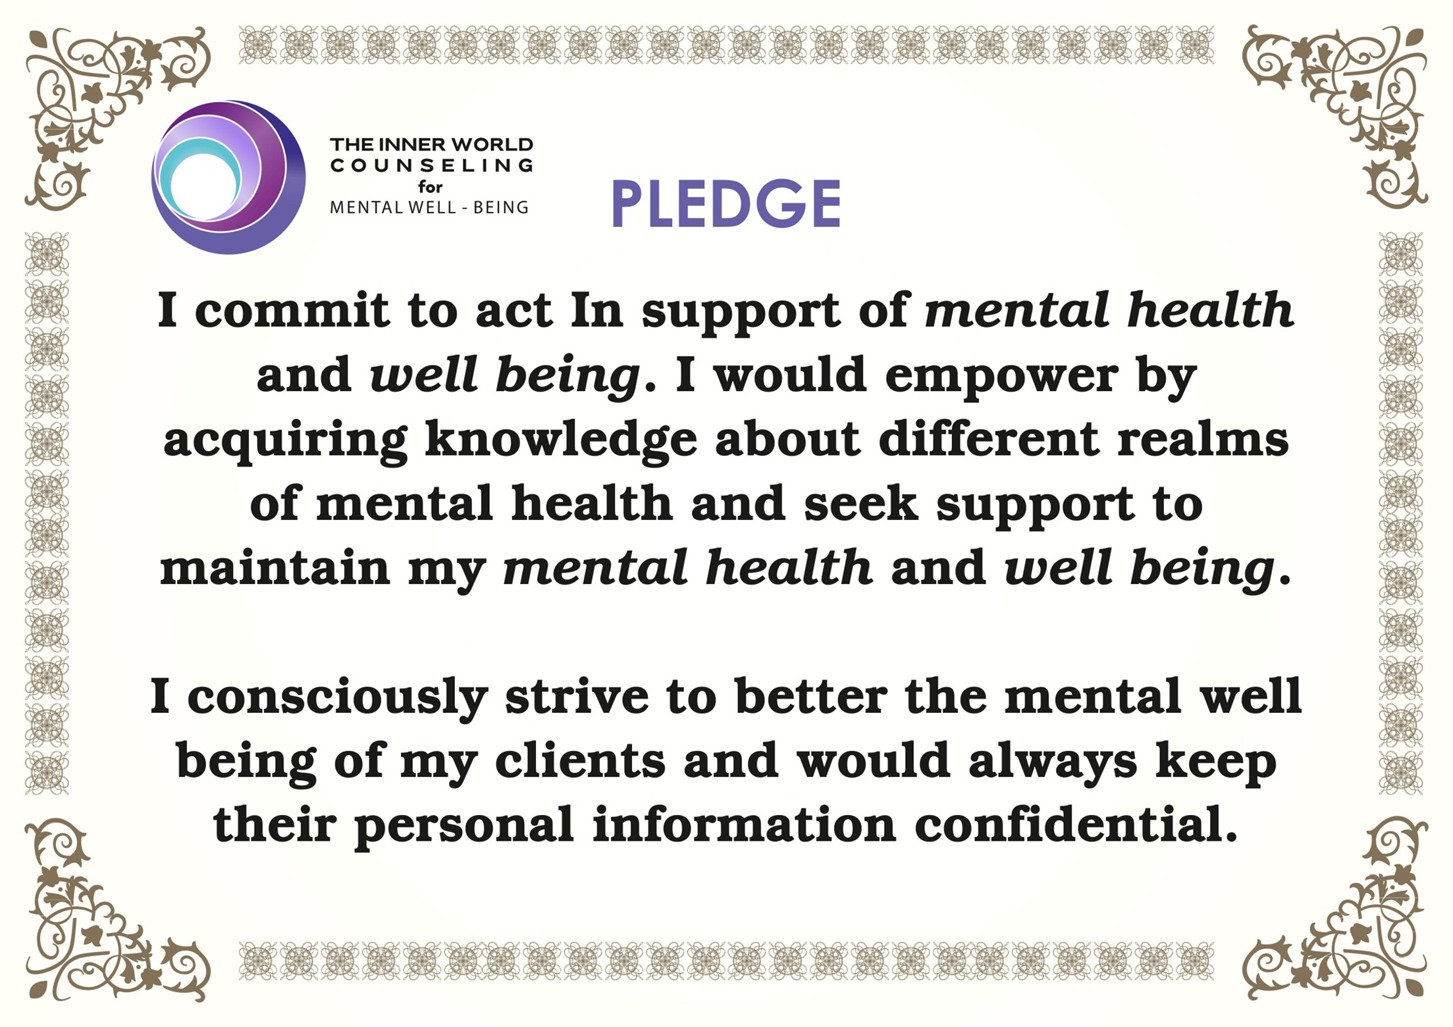 THE INNER WORLD
COUNSELING
for
MENTAL WELL - BEING
PLEDGE
I commit to act In support of mental health
and well being. I would empower by
acquiring knowledge about different realms
of mental health and seek support to
maintain my mental health and well being.
I consciously strive to better the mental well
being of my clients and would always keep
their personal information confidential.